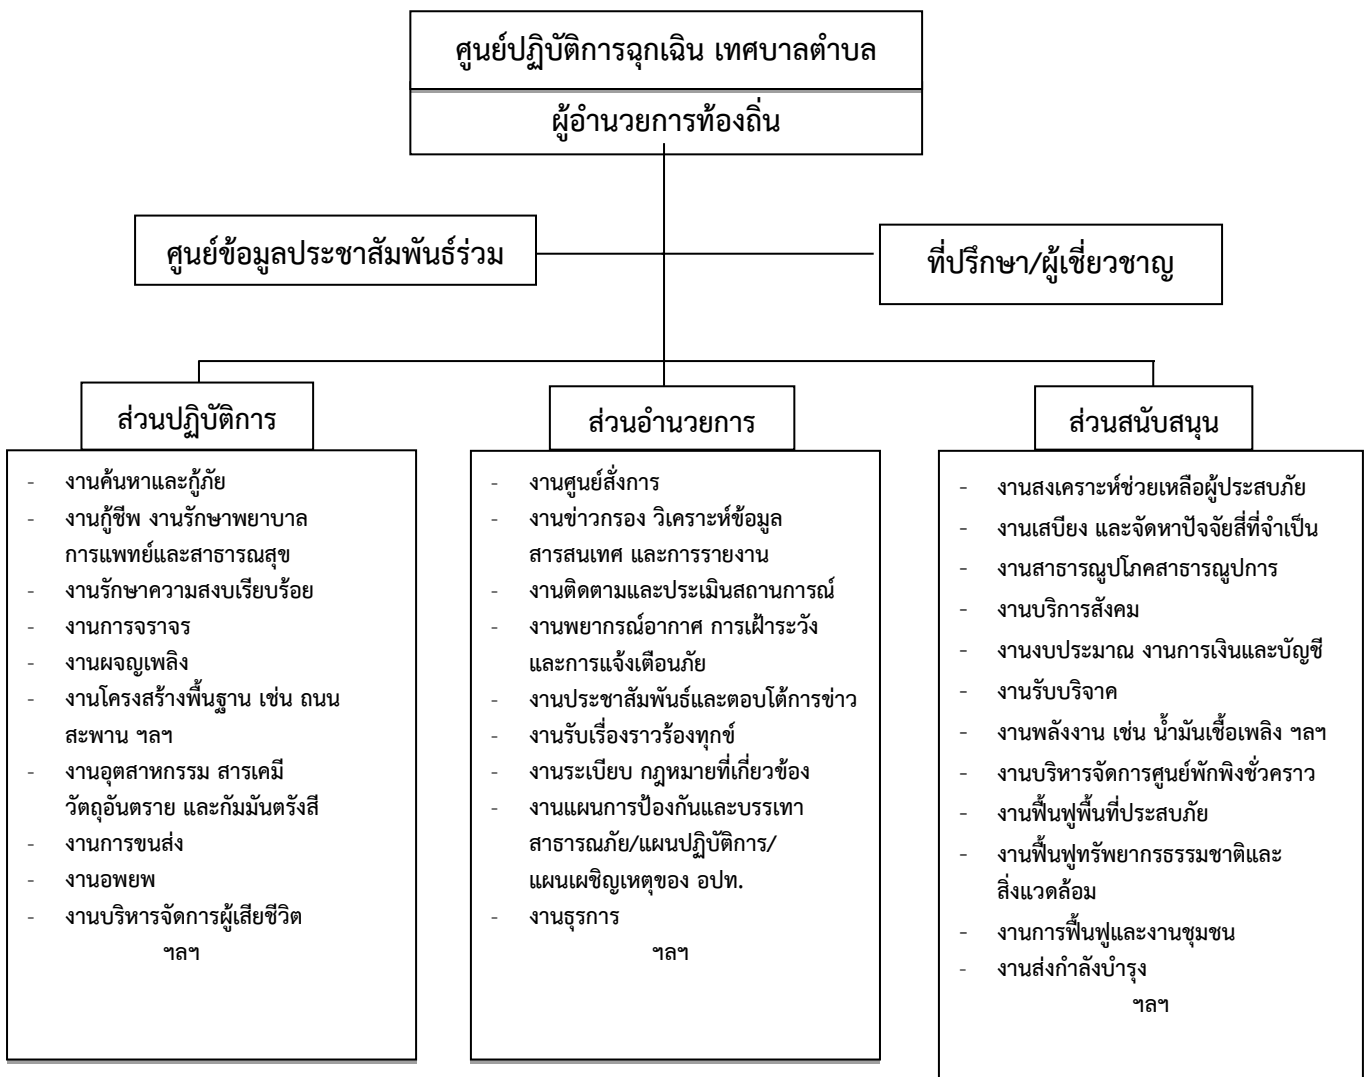 ศูนย์ปฏิบัติการฉุกเฉิน เทศบาลตำบล
ผู้อำนวยการท้องถิ่น
ศูนย์ข้อมูลประชาสัมพันธ์ร่วม
ที่ปรึกษา/ผู้เชี่ยวชาญ
ส่วนปฏิบัติการ
- งานค้นหาและกู้ภัย
- งานกู้ชีพ งานรักษาพยาบาล
การแพทย์และสาธารณสุข
- งานรักษาความสงบเรียบร้อย
- งานการจราจร
- งานผจญเพลิง
- งานโครงสร้างพื้นฐาน เช่น ถนน
สะพาน ฯลฯ
- งานอุตสาหกรรม สารเคมี
วัตถุอันตราย และกัมมันตรังสี
- งานการขนส่ง
- งานอพยพ
- งานบริหารจัดการผู้เสียชีวิต
ฯลฯ
ส่วนอำนวยการ
- งานศูนย์สั่งการ
- งานข่าวกรอง วิเคราะห์ข้อมูล
สารสนเทศ และการรายงาน
- งานติดตามและประเมินสถานการณ์
- งานพยากรณ์อากาศ การเฝ้าระวัง
และการแจ้งเตือนภัย
- งานประชาสัมพันธ์และตอบโต้การข่าว
- งานรับเรื่องราวร้องทุกข์
- งานระเบียบ กฎหมายที่เกี่ยวข้อง
- งานแผนการป้องกันและบรรเทา
สาธารณภัย/แผนปฏิบัติการ/
แผนเผชิญเหตุของ อปท.
- งานธุรการ
ฯลฯ
ส่วนสนับสนุน
- งานสงเคราะห์ช่วยเหลือผู้ประสบภัย
- งานเสบียง และจัดหาปัจจัยสี่ที่จำเป็น
- งานสาธารณูปโภคสาธารณูปการ
- งานบริการสังคม
- งานงบประมาณ งานการเงินและบัญชี
- งานรับบริจาค
- งานพลังงาน เช่น น้ำมันเชื้อเพลิง ฯลฯ
- งานบริหารจัดการศูนย์พักพิงชั่วคราว
- งานฟื้นฟูพื้นที่ประสบภัย
- งานฟื้นฟูทรัพยากรธรรมชาติและ
สิ่งแวดล้อม
- งานการฟื้นฟูและงานชุมชน
- งานส่งกำลังบำรุง
ฯลฯ